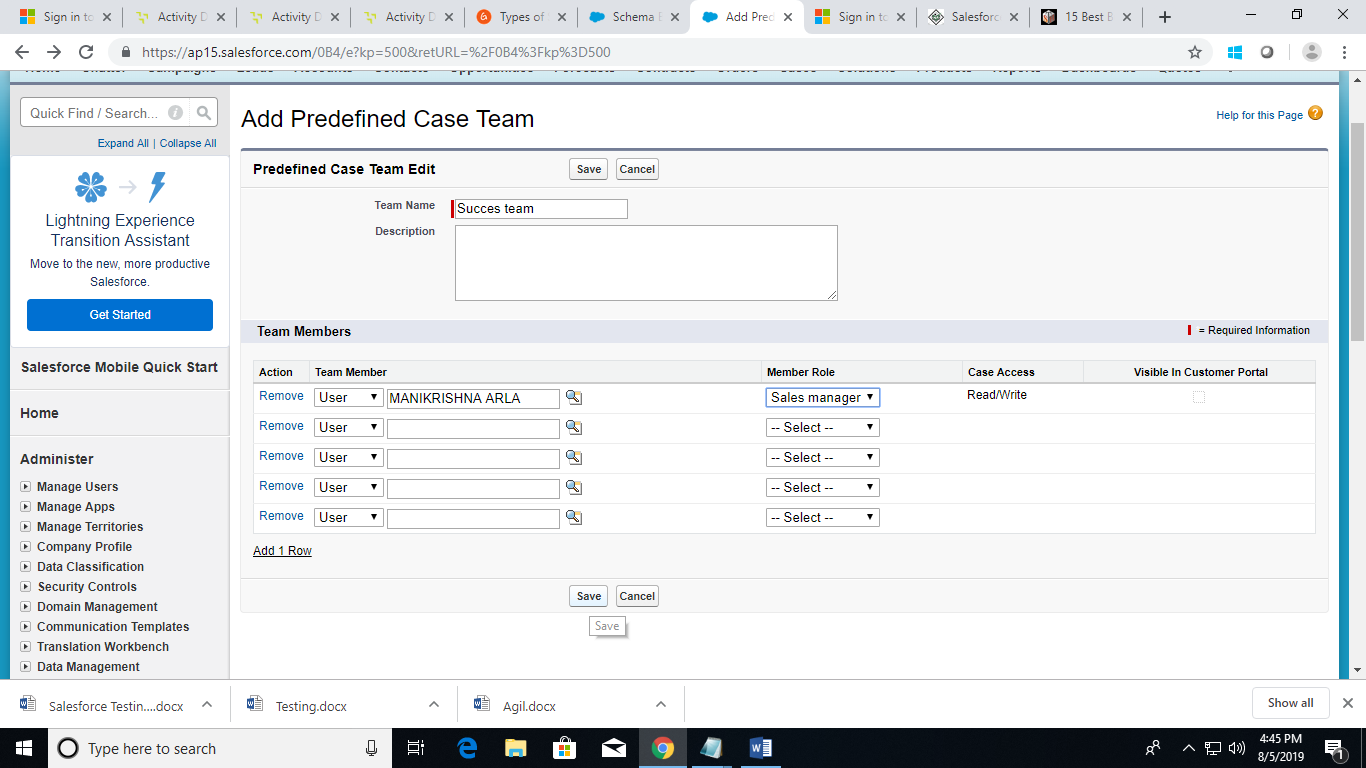 Sign in to
Activity D
Activity D
Activity D
Types of
Schema E
Add Pred
Sign in to
Salesforc
15 Best B
https://ap15.salesforce.com/0B4/e?kp=500&retURL=%2F0B4%3Fkp%3D500
Quick Find / Search...
Expand All | Collapse All
Lightning Experience
Transition Assistant
Move to the new, more productive
Salesforce.
Get Started
Salesforce Mobile Quick Start
Home
Administer
Manage Users
Manage Apps
Manage Territories
Company Profile
Data Classification
Security Controls
Domain Management
Communication Templates
Translation Workbench
Data Management
Add Predefined Case Team
Help for this Page ?
Predefined Case Team Edit Save Cancel
Team Name Succes team
Description
Team Members = Required Information
Action Team Member Member Role Case Access Visible In Customer Portal
Remove User MANIKRISHNA ARLA Sales manager Read/Write
Remove User -- Select --
Remove User -- Select --
Remove User -- Select --
Remove User -- Select --
Add 1 Row
Save Cancel
Save
Salesforce Testin....docx
Testing.docx
Agil.docx
Show all
Type here to search
4:45 PM
8/5/2019
1